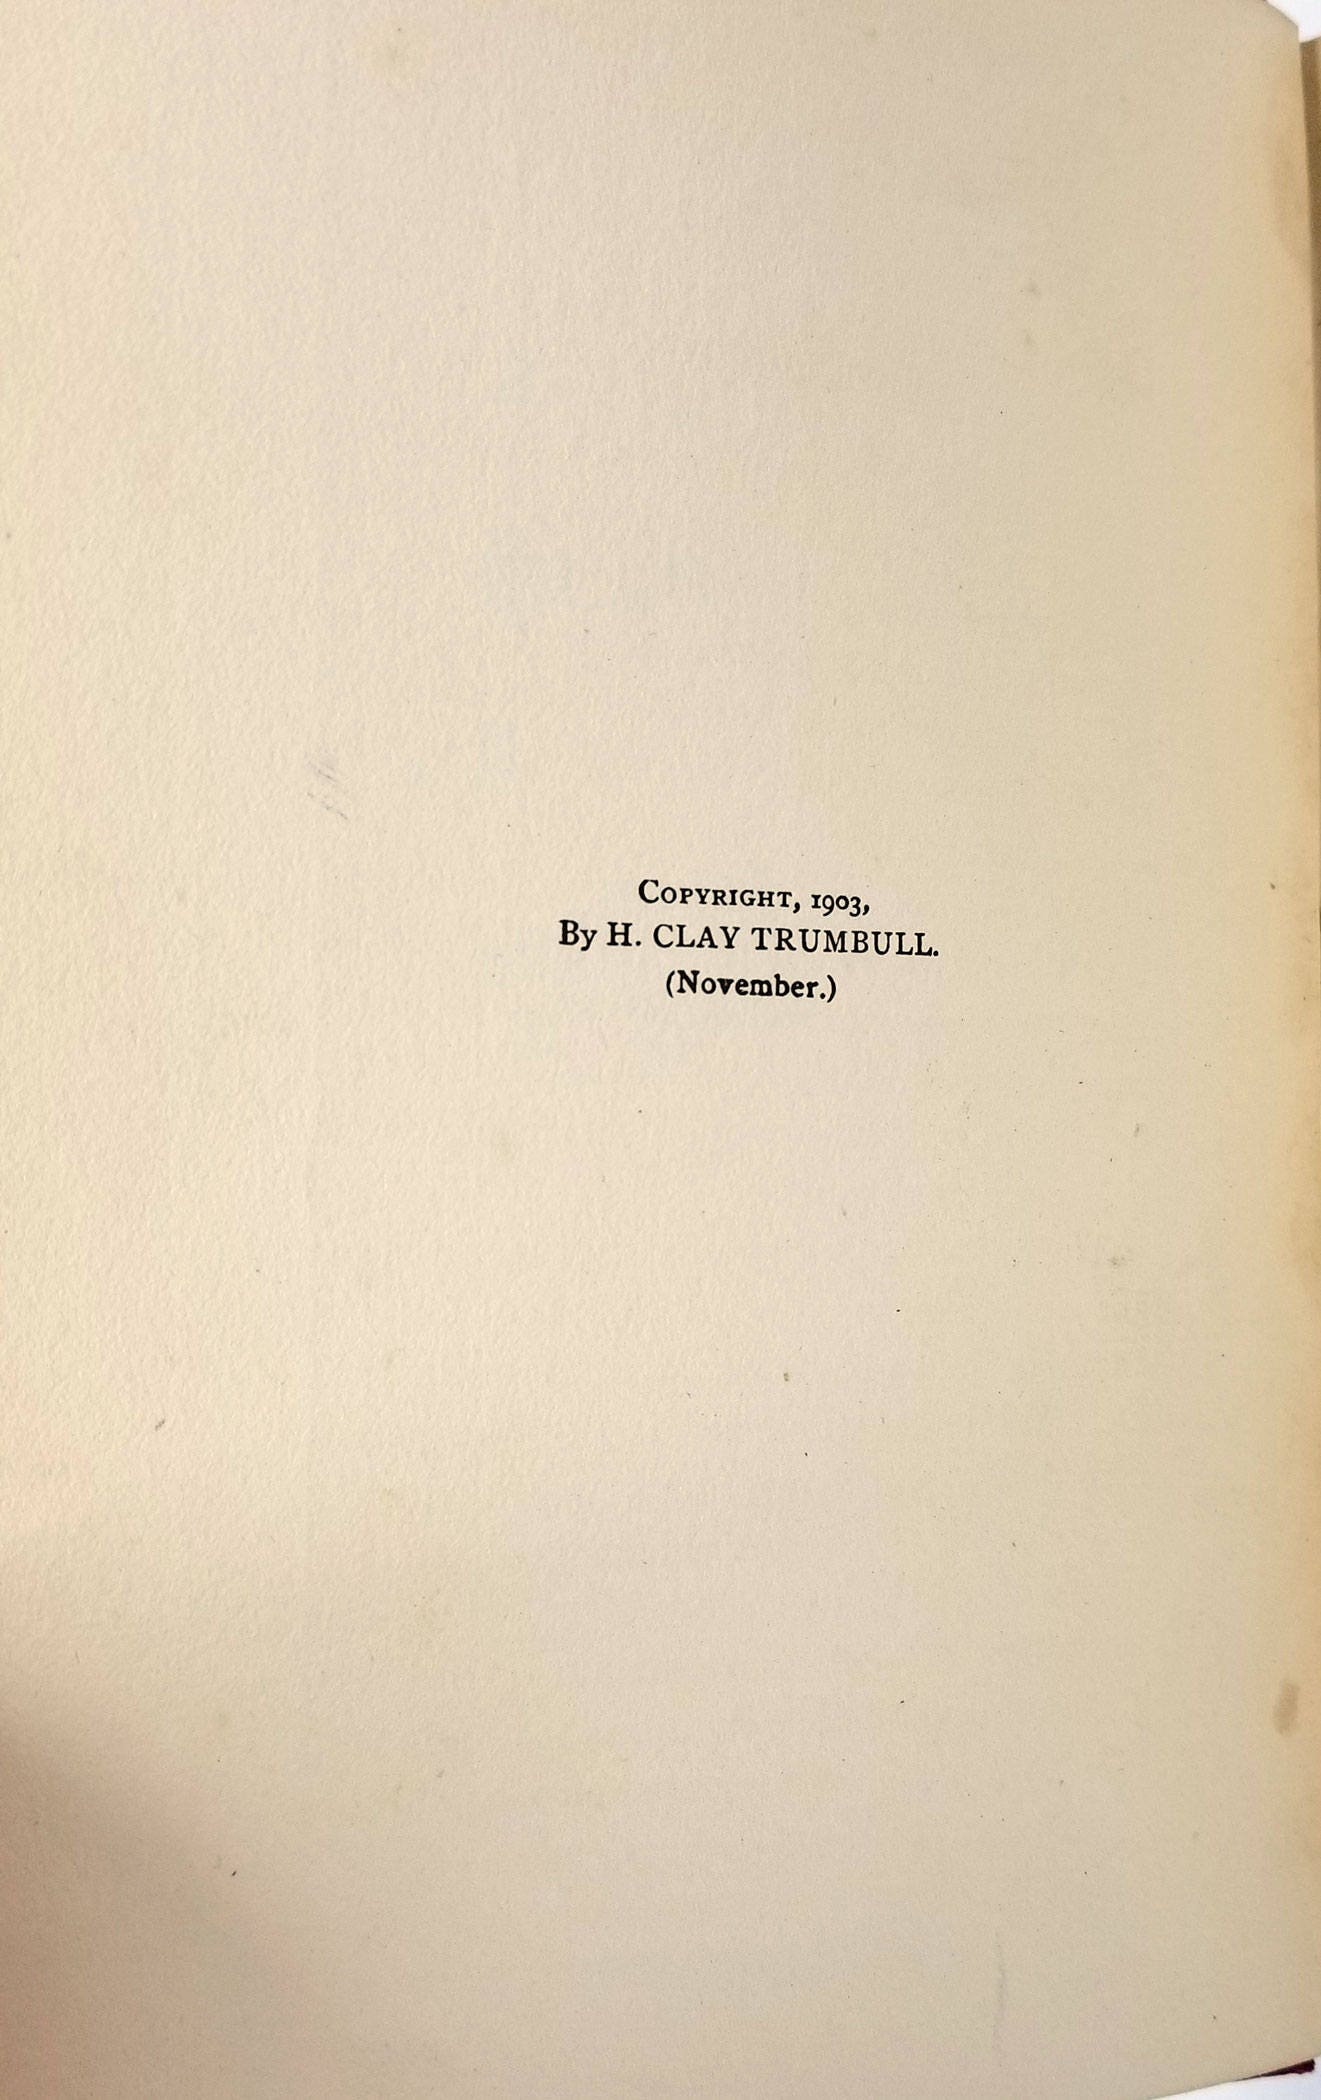 COPYRIGHT, 1903,
By H. CLAY TRUMBULL.
(November.)